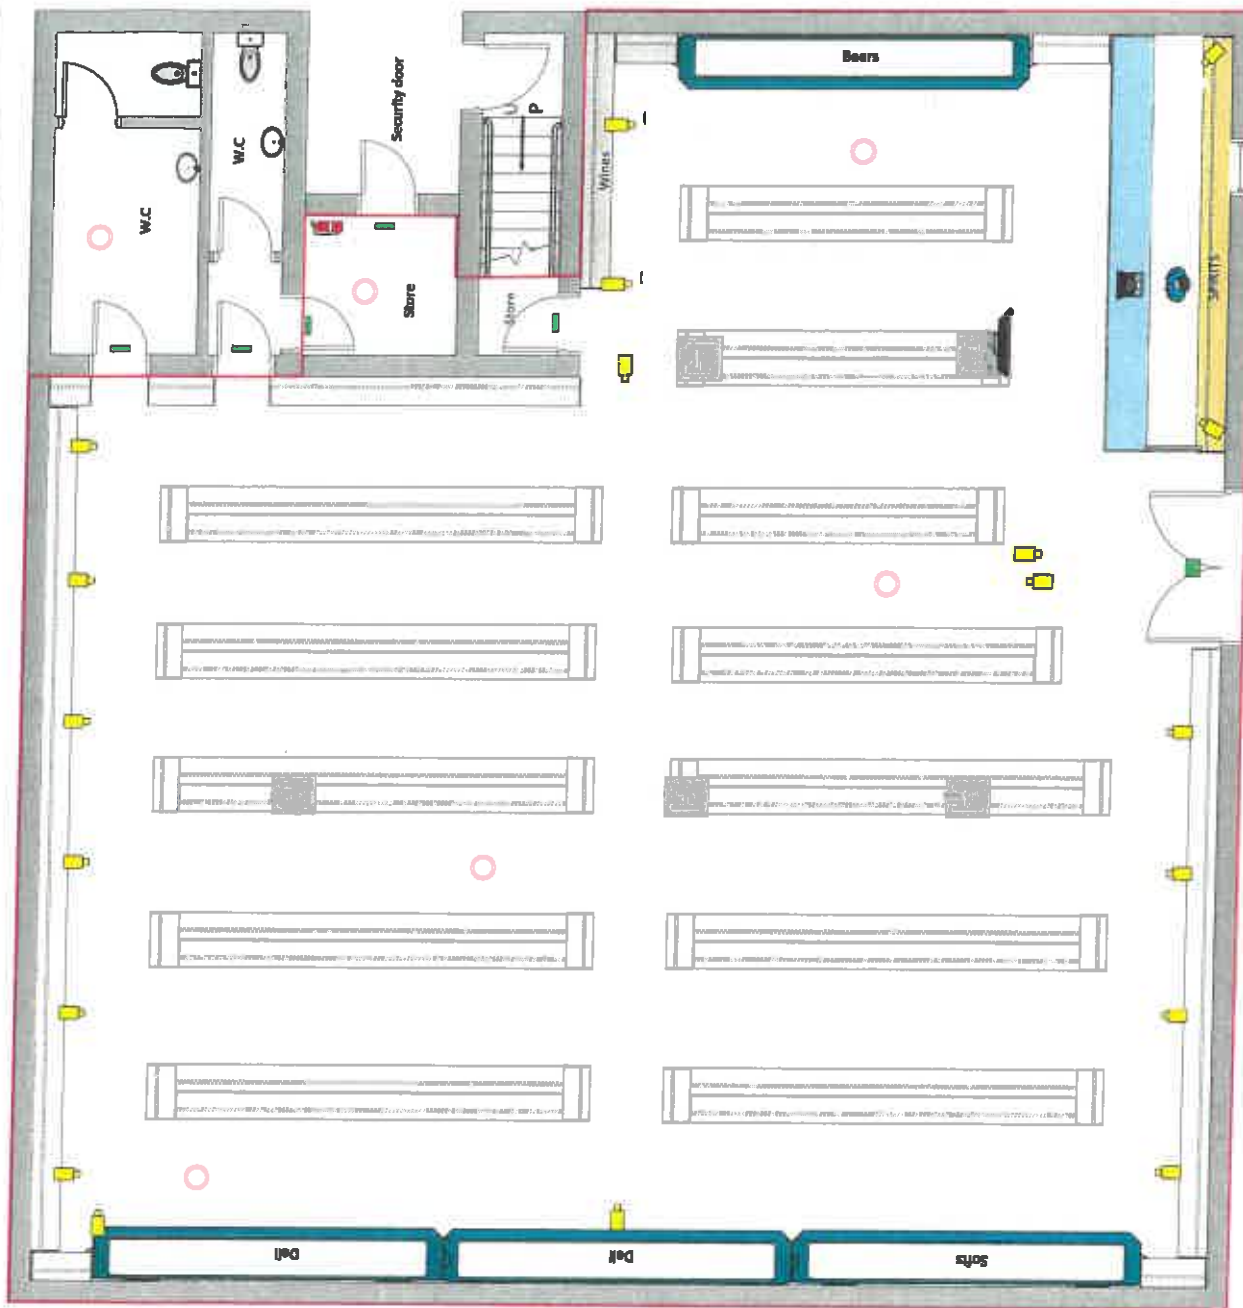 Beers
Security door
P
W.C
W.C
Wines
Store
Store
SPIRITS
Deli
Deli
Softs